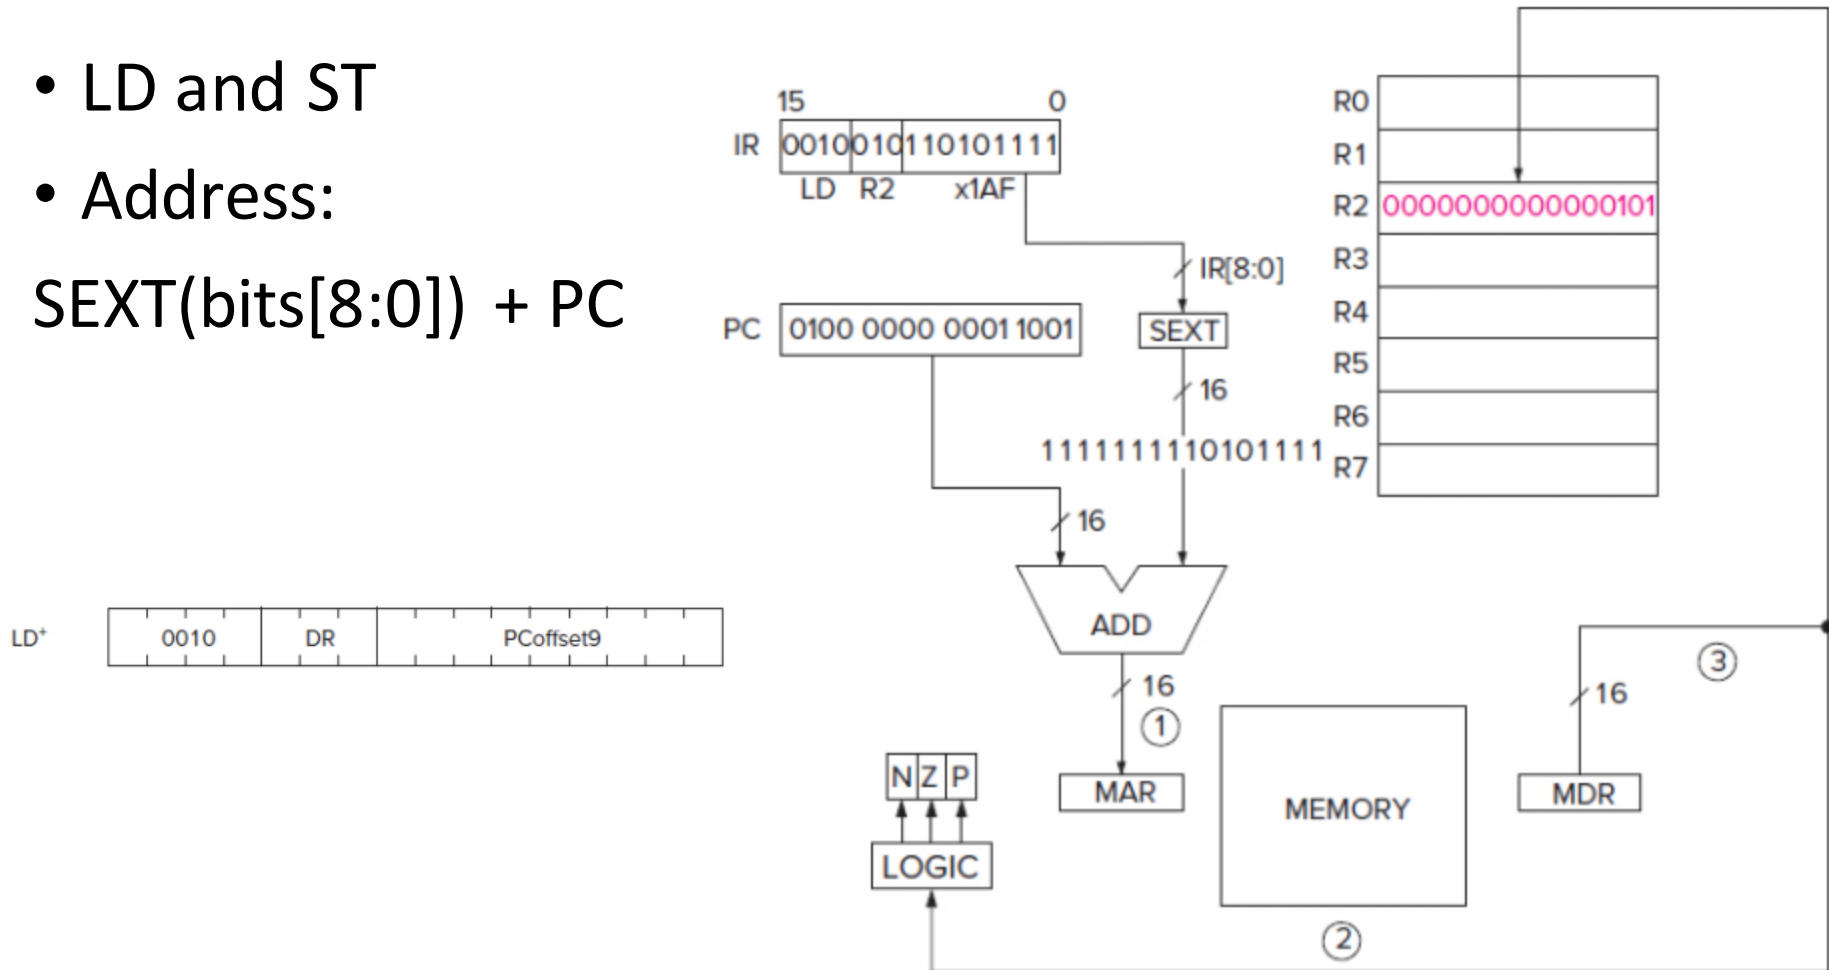 • LD and ST
• Address:
SEXT(bits[8:0]) + PC
15 0
IR 0010 010 110101111
LD R2 x1AF
IR[8:0]
PC 0100 0000 0001 1001
SEXT
16
1111111110101111
16
ADD
16
1
MAR
N Z P
LOGIC
MEMORY
2
MDR
16
3
R0
R1
R2 0000000000000101
R3
R4
R5
R6
R7
LD+ 0010 DR PCoffset9